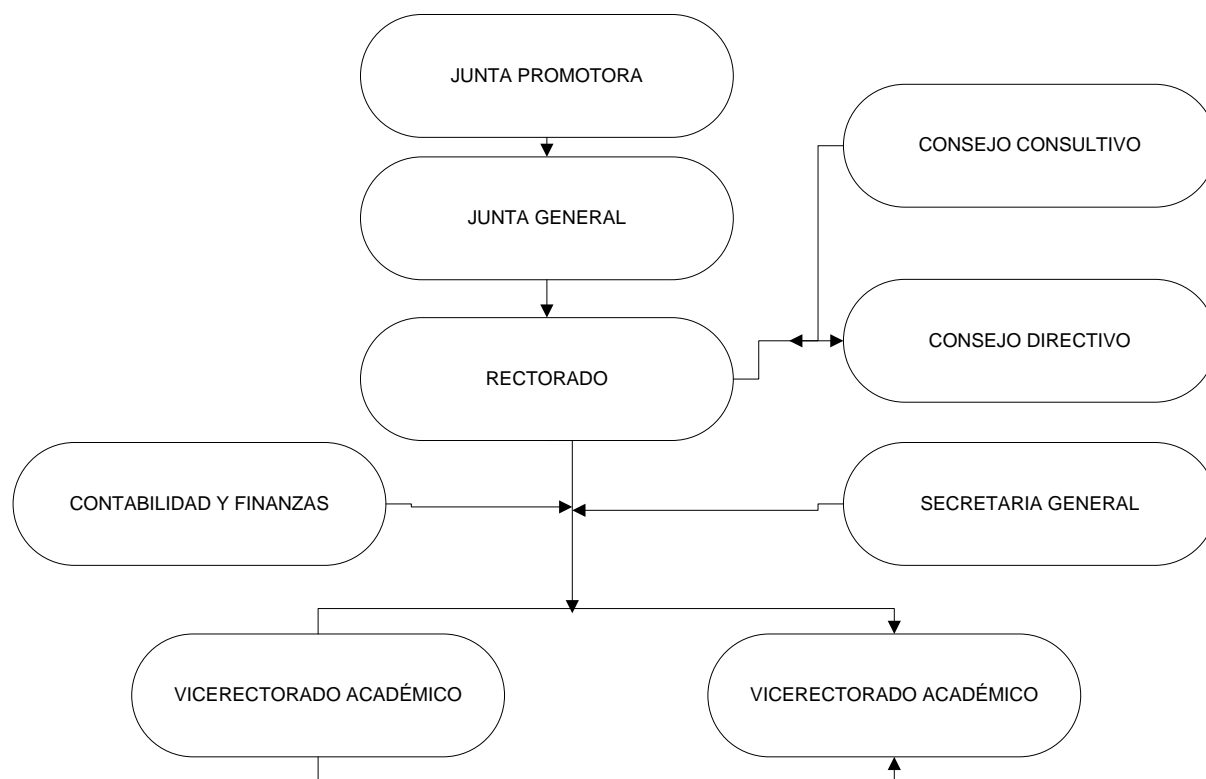 JUNTA PROMOTORA
CONSEJO CONSULTIVO
JUNTA GENERAL
CONSEJO DIRECTIVO
RECTORADO
CONTABILIDAD Y FINANZAS
SECRETARIA GENERAL
VICERECTORADO ACADÉMICO
VICERECTORADO ACADÉMICO